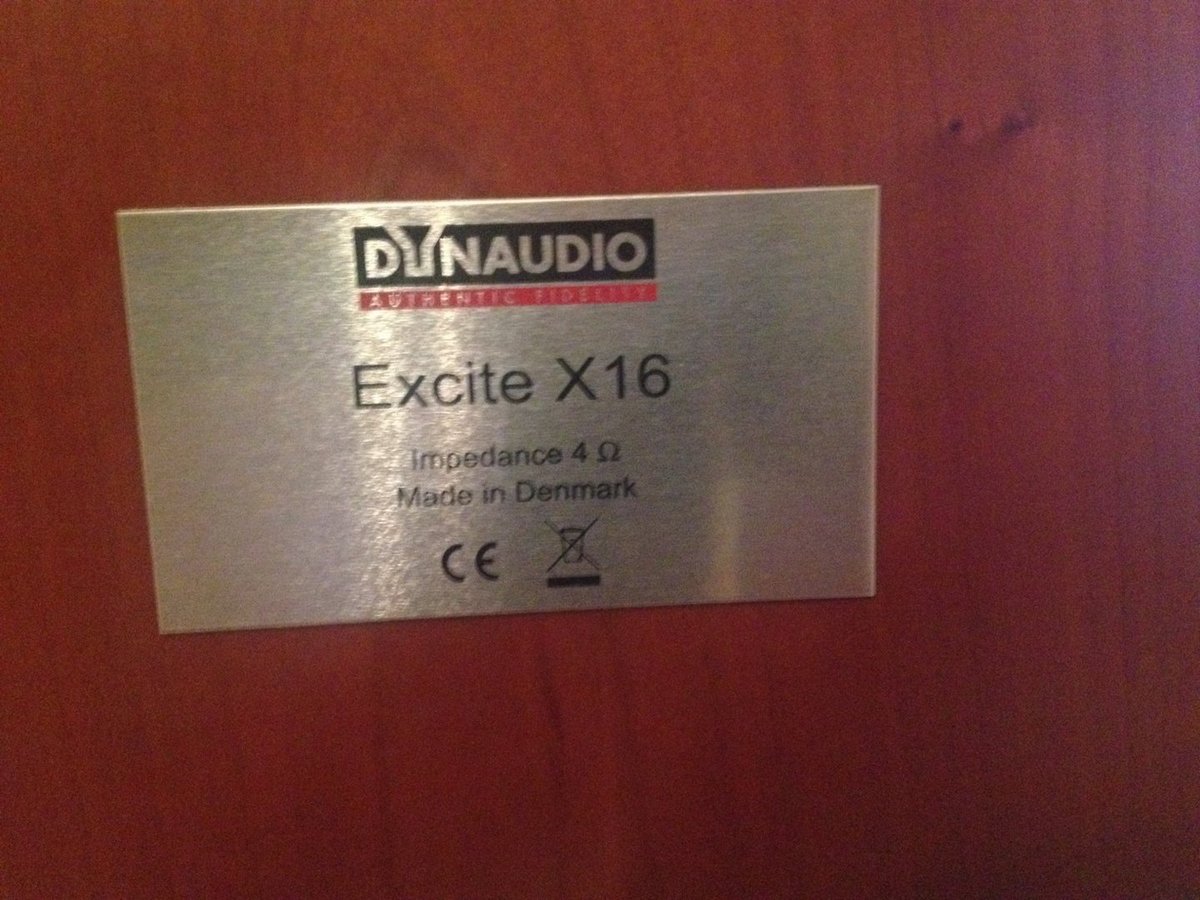 DYNAUDIO
AUTHENTIC FIDELITY
Excite X16
Impedance 4 Ω
Made in Denmark
CE